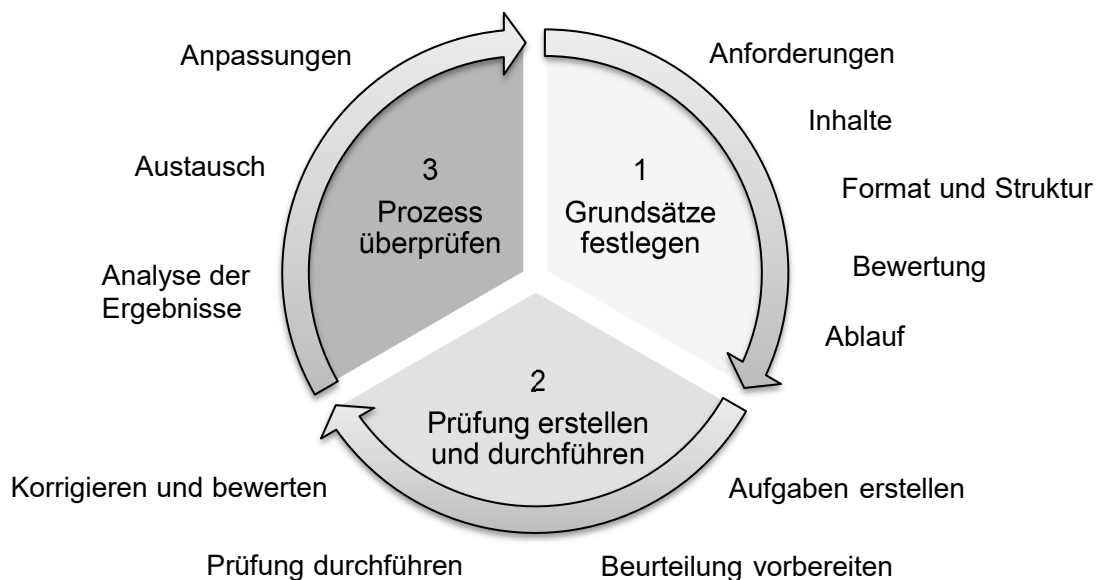 1
Grundsätze
festlegen
Anforderungen
Inhalte
Format und Struktur
Bewertung
Ablauf
2
Prüfung erstellen
und durchführen
Aufgaben erstellen
Beurteilung vorbereiten
Prüfung durchführen
Korrigieren und bewerten
3
Prozess
überprüfen
Analyse der
Ergebnisse
Austausch
Anpassungen